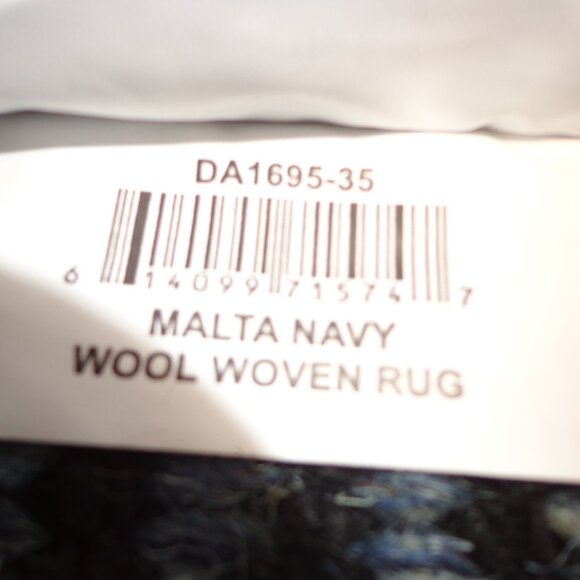 DA1695-35
6 14099 71574 7
MALTA NAVY
WOOL WOVEN RUG